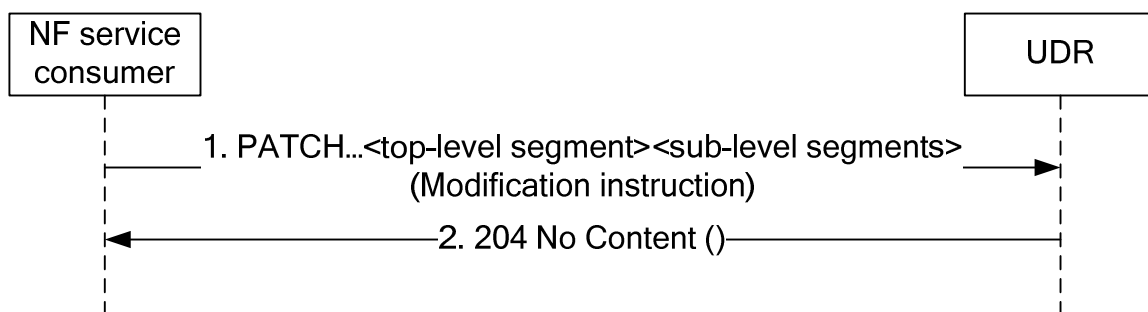 NF service
consumer
UDR
1. PATCH...<top-level segment><sub-level segments>
(Modification instruction)
2. 204 No Content ()